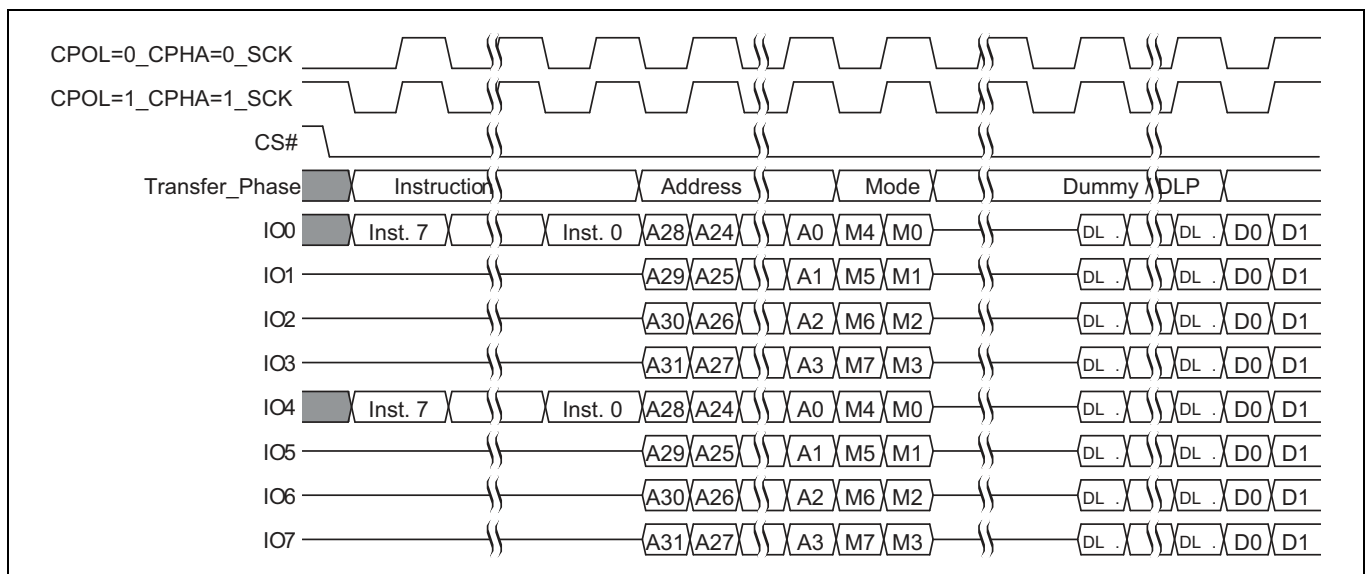 CPOL=0_CPHA=0_SCK
CPOL=1_CPHA=1_SCK
CS#
Transfer_Phase Instruction Address Mode Dummy / DLP
IO0 Inst. 7 Inst. 0 A28 A24 A0 M4 M0 DL . DL . D0 D1
IO1 A29 A25 A1 M5 M1 DL . DL . D0 D1
IO2 A30 A26 A2 M6 M2 DL . DL . D0 D1
IO3 A31 A27 A3 M7 M3 DL . DL . D0 D1
IO4 Inst. 7 Inst. 0 A28 A24 A0 M4 M0 DL . DL . D0 D1
IO5 A29 A25 A1 M5 M1 DL . DL . D0 D1
IO6 A30 A26 A2 M6 M2 DL . DL . D0 D1
IO7 A31 A27 A3 M7 M3 DL . DL . D0 D1